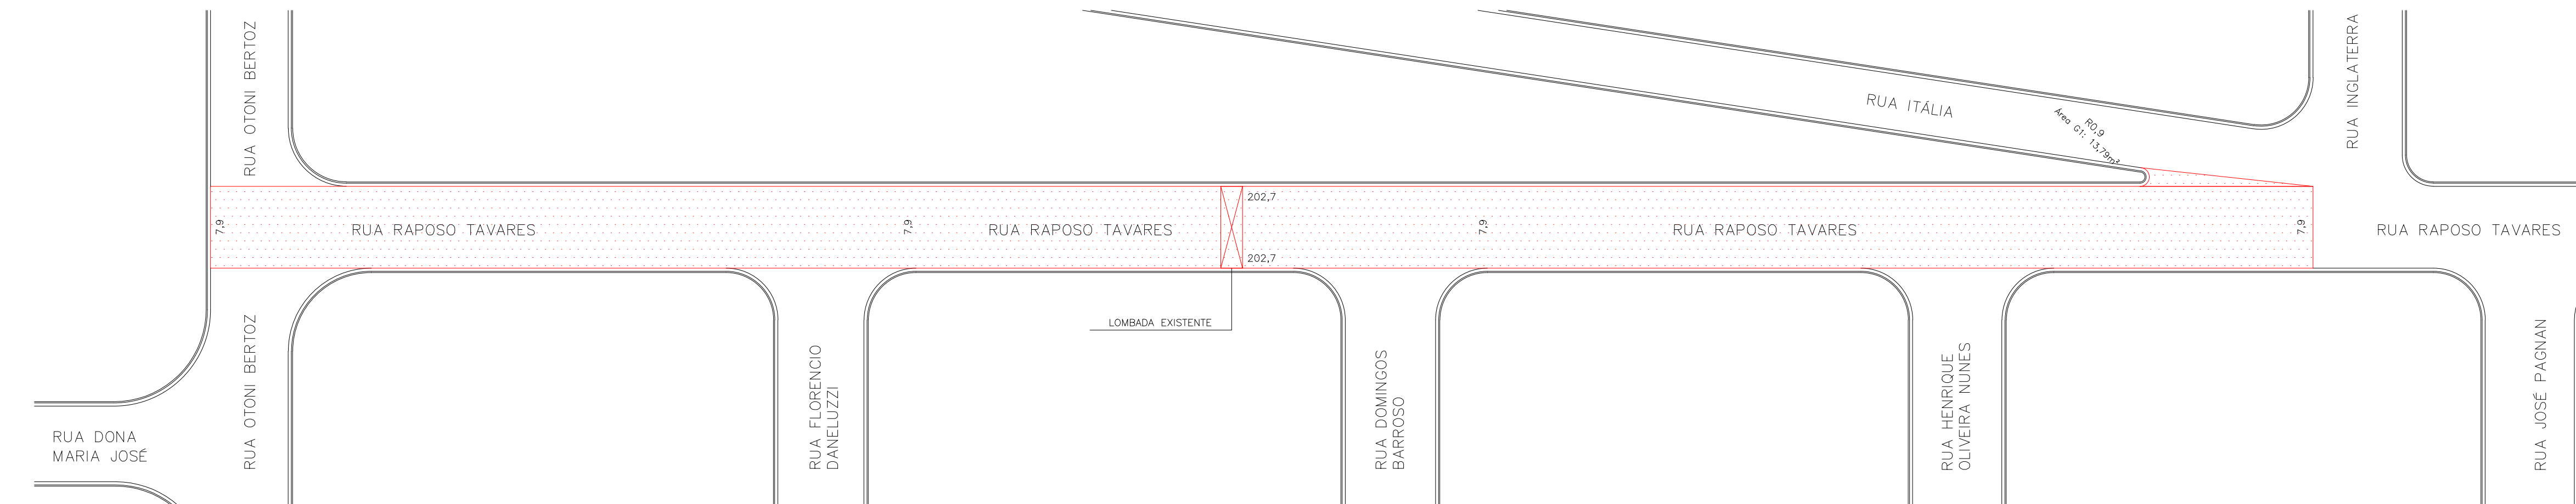 RUA OTONI BERTOZ
RUA ITÁLIA
R0,9
Area G1: 13,79m²
RUA INGLATERRA
7,9
RUA RAPOSO TAVARES
7,9
RUA RAPOSO TAVARES
202,7
202,7
7,9
RUA RAPOSO TAVARES
7,9
RUA RAPOSO TAVARES
LOMBADA EXISTENTE
RUA DONA
MARIA JOSÉ
RUA OTONI BERTOZ
RUA FLORENCIO
DANELUZZI
RUA DOMINGOS
BARROSO
RUA HENRIQUE
OLIVEIRA NUNES
RUA JOSÉ PAGNAN